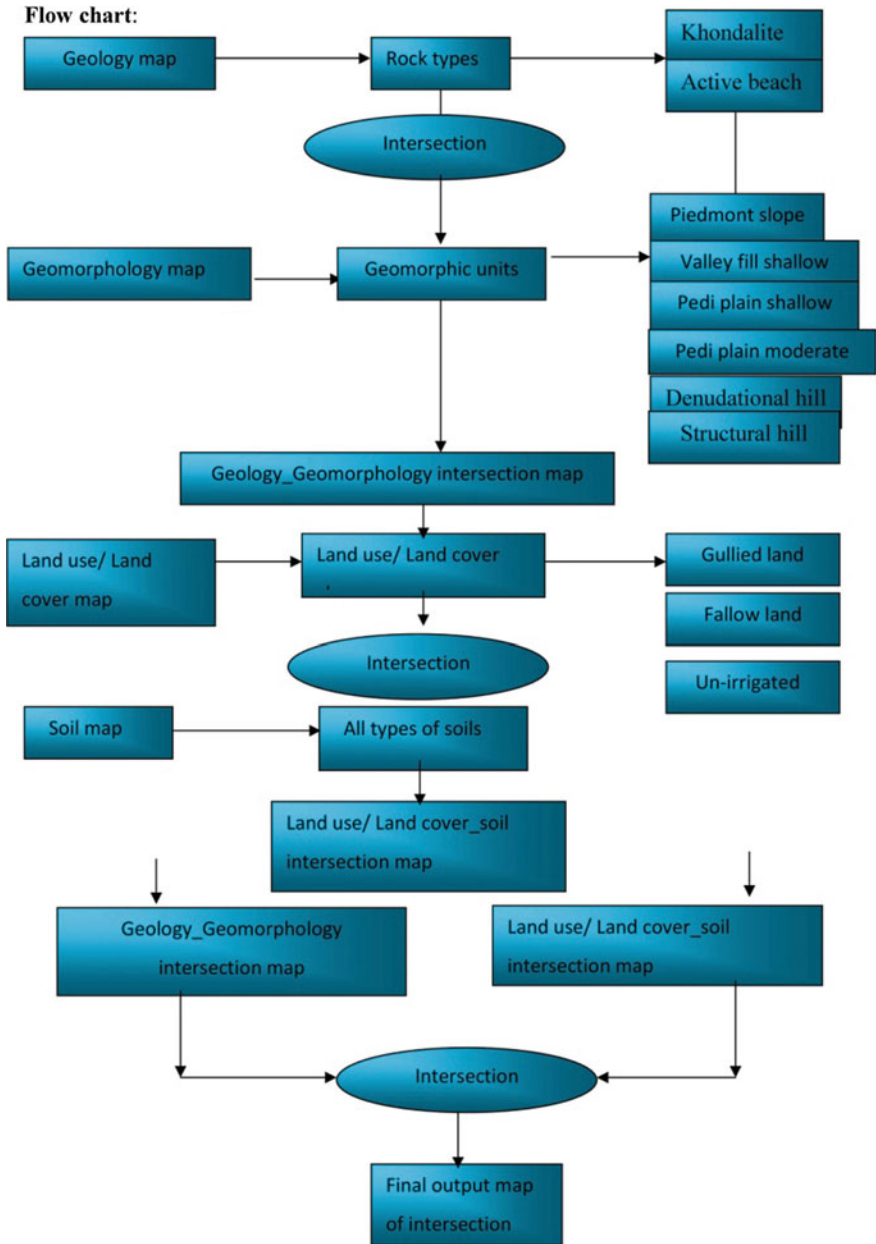 Flow chart:
Geology map
Rock types
Khondalite
Active beach
Intersection
Piedmont slope
Geomorphology map
Geomorphic units
Valley fill shallow
Pedi plain shallow
Pedi plain moderate
Denudational hill
Structural hill
Geology_Geomorphology intersection map
Land use/ Land
cover map
Land use/ Land cover
.
Gullied land
Fallow land
Intersection
Un-irrigated
Soil map
All types of soils
Land use/ Land cover_soil
intersection map
Geology_Geomorphology
intersection map
Land use/ Land cover_soil
intersection map
Intersection
Final output map
of intersection